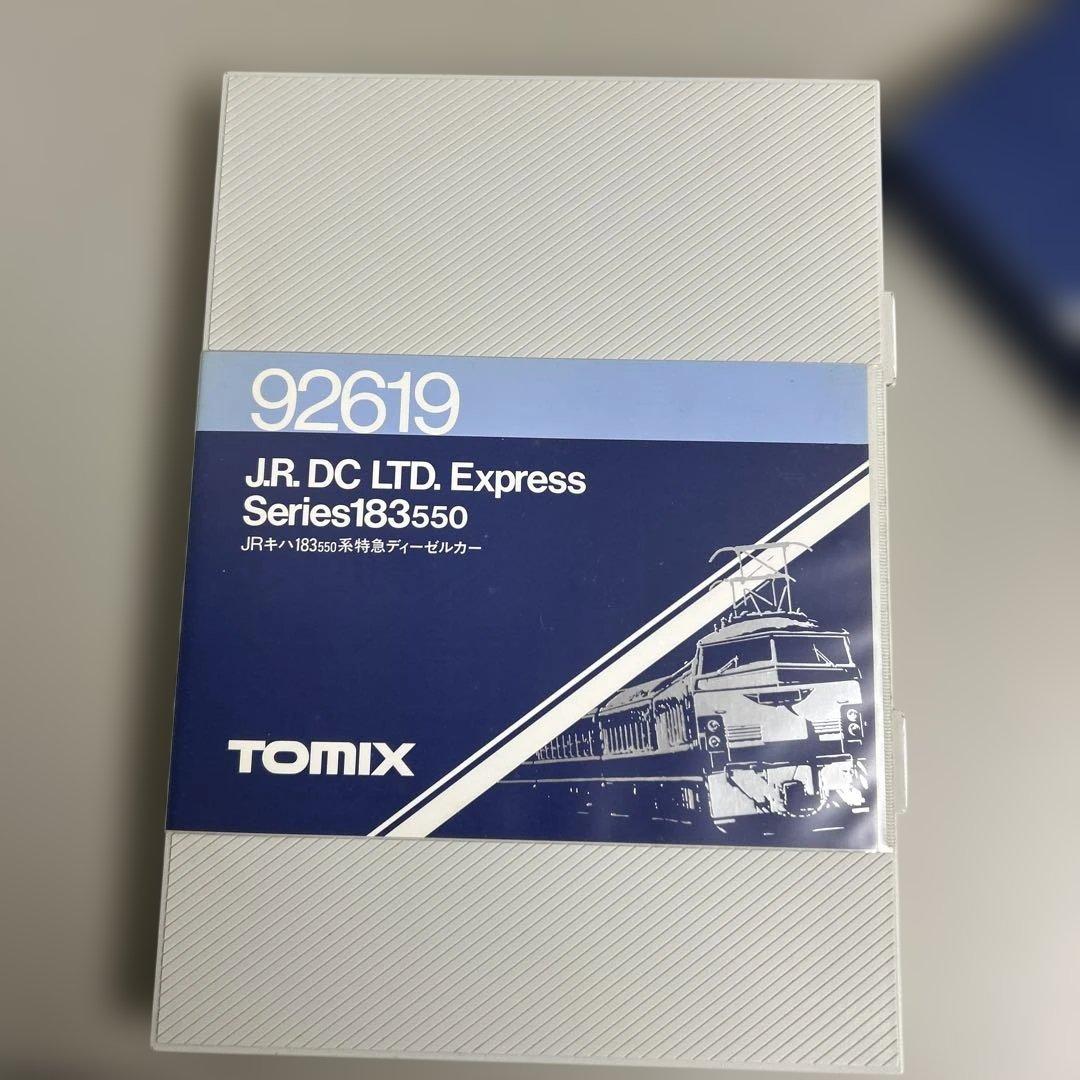 92619
J.R. DC LTD. Express
Series183550
JRキハ183550系特急ディーゼルカー
TOMIX